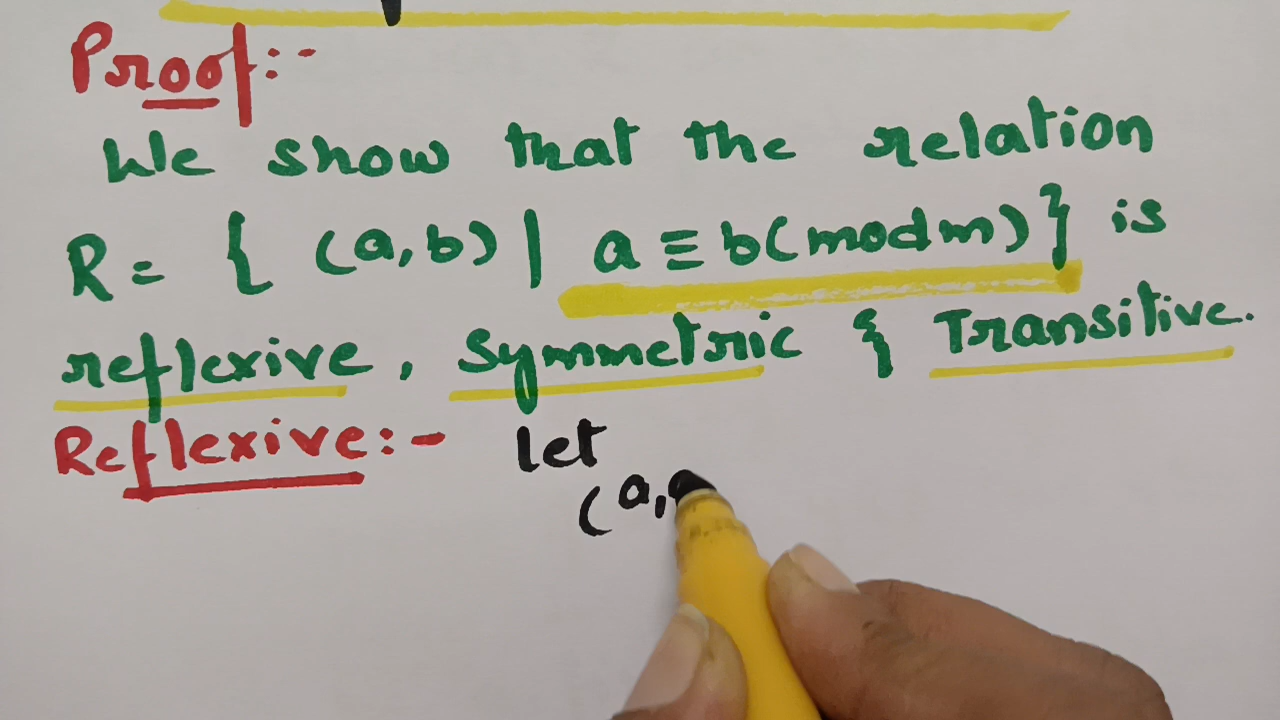 Proof:-
We show that the relation
R = { (a,b) | a ≡ b(mod m)} is
reflexive, Symmetric & Transitive.
Reflexive:- let
(a,